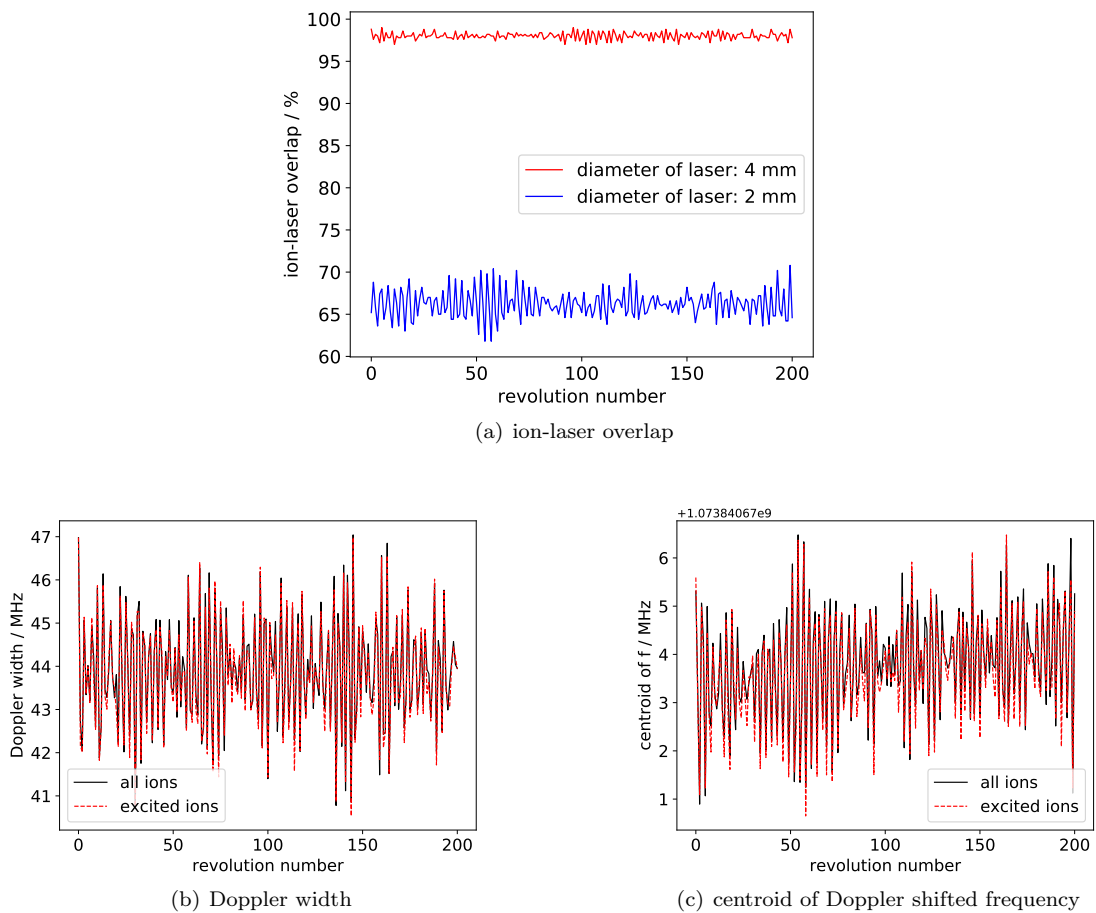 100
95
90
85
80
75
70
65
60
ion-laser overlap / %
diameter of laser: 4 mm
diameter of laser: 2 mm
0 50 100 150 200
revolution number
(a) ion-laser overlap
47
46
45
44
43
42
41
Doppler width / MHz
all ions
excited ions
0 50 100 150 200
revolution number
(b) Doppler width
+1.07384067e9
6
5
4
3
2
1
centroid of f / MHz
all ions
excited ions
0 50 100 150 200
revolution number
(c) centroid of Doppler shifted frequency